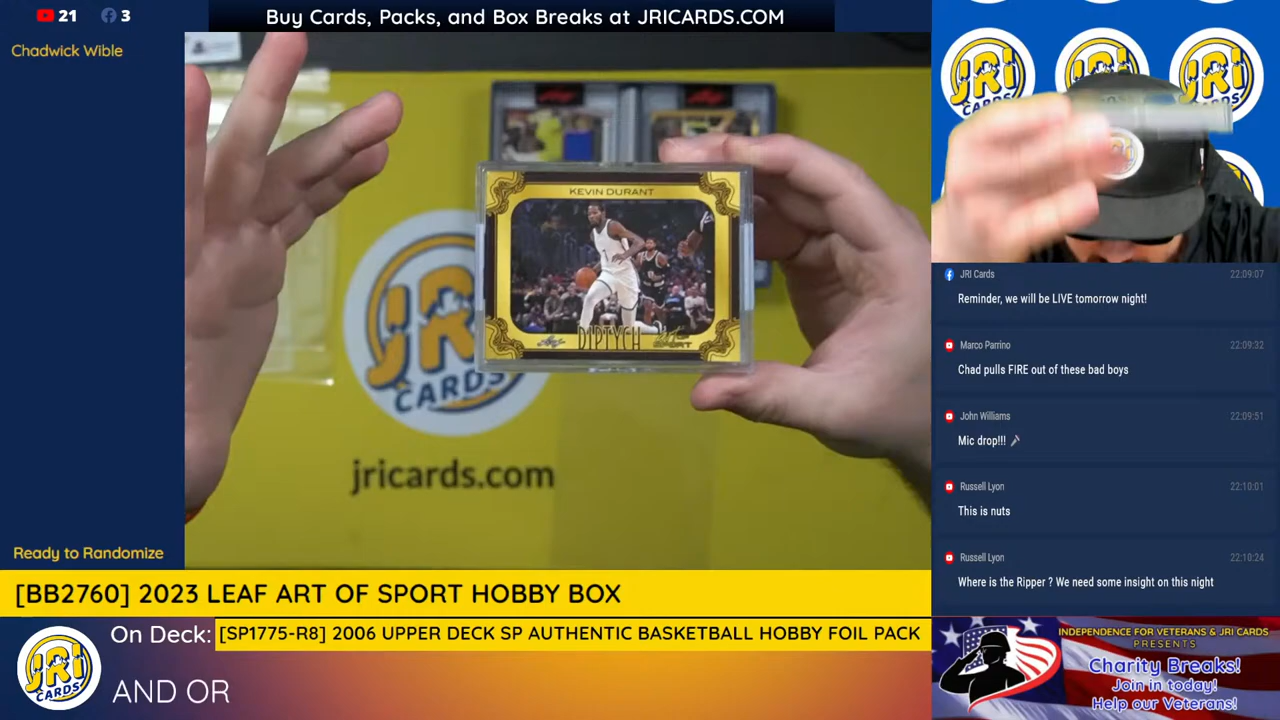 21
3
Buy Cards, Packs, and Box Breaks at JRICARDS.COM
Chadwick Wible
KEVIN DURANT
DIPTYCH
SPORT
JRI
CARDS
jricards.com
JRI
CARDS
JRI Cards
22:09:07
Reminder, we will be LIVE tomorrow night!
Marco Parrino
22:09:32
Chad pulls FIRE out of these bad boys
John Williams
22:09:51
Mic drop!!!
Russell Lyon
22:10:01
This is nuts
Russell Lyon
22:10:24
Where is the Ripper ? We need some insight on this night
Ready to Randomize
[BB2760] 2023 LEAF ART OF SPORT HOBBY BOX
On Deck:
[SP1775-R8] 2006 UPPER DECK SP AUTHENTIC BASKETBALL HOBBY FOIL PACK
JRI
CARDS
AND OR
INDEPENDENCE FOR VETERANS & JRI CARDS
PRESENTS
Charity Breaks!
Join in today!
Help our Veterans!